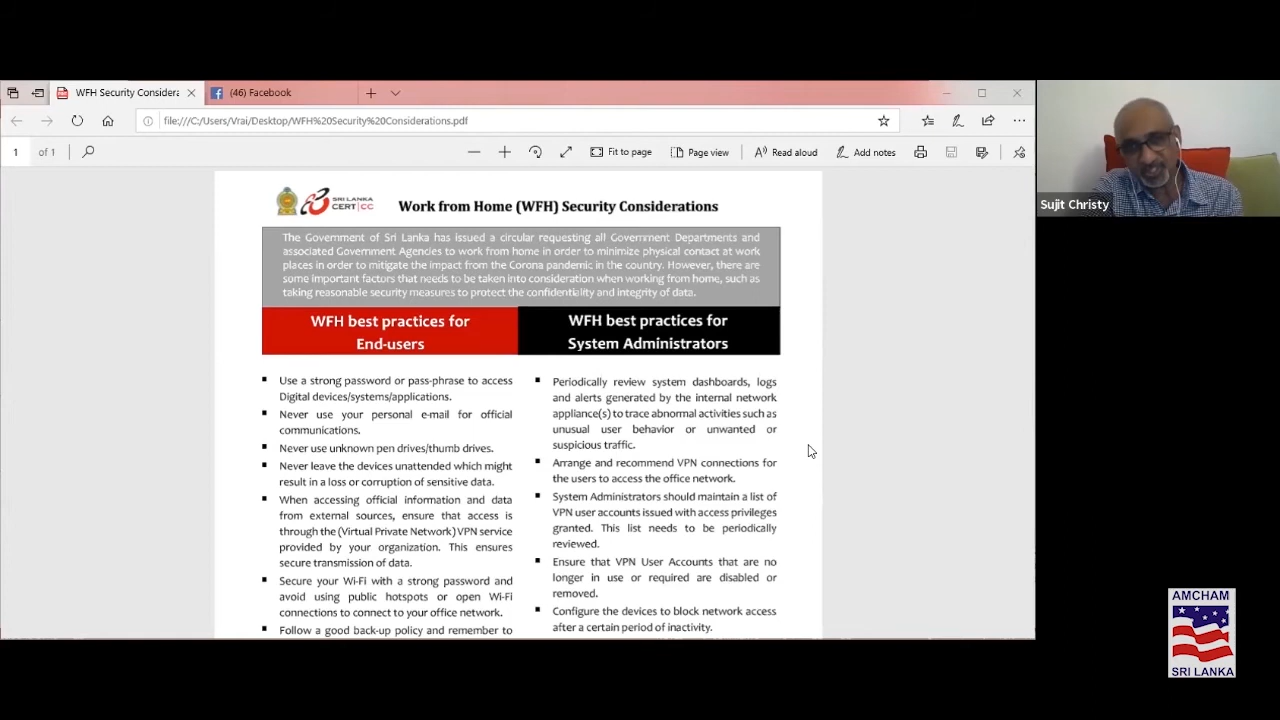 WFH Security Considera
(46) Facebook
file:///C:/Users/Vrai/Desktop/WFH%20Security%20Considerations.pdf
1 of 1
Fit to page
Page view
Read aloud
Add notes
Sujit Christy
SRI LANKA
CERT|CC
Work from Home (WFH) Security Considerations
The Government of Sri Lanka has issued a circular requesting all Government Departments and
associated Government Agencies to work from home in order to minimize physical contact at work
places in order to mitigate the impact from the Corona pandemic in the country. However, there are
some important factors that needs to be taken into consideration when working from home, such as
taking reasonable security measures to protect the confidentiality and integrity of data.
WFH best practices for
End-users
▪ Use a strong password or pass-phrase to access
Digital devices/systems/applications.
▪ Never use your personal e-mail for official
communications.
▪ Never use unknown pen drives/thumb drives.
▪ Never leave the devices unattended which might
result in a loss or corruption of sensitive data.
▪ When accessing official information and data
from external sources, ensure that access is
through the (Virtual Private Network) VPN service
provided by your organization. This ensures
secure transmission of data.
▪ Secure your Wi-Fi with a strong password and
avoid using public hotspots or open Wi-Fi
connections to connect to your office network.
▪ Follow a good back-up policy and remember to
WFH best practices for
System Administrators
▪ Periodically review system dashboards, logs
and alerts generated by the internal network
appliance(s) to trace abnormal activities such as
unusual user behavior or unwanted or
suspicious traffic.
▪ Arrange and recommend VPN connections for
the users to access the office network.
▪ System Administrators should maintain a list of
VPN user accounts issued with access privileges
granted. This list needs to be periodically
reviewed.
▪ Ensure that VPN User Accounts that are no
longer in use or required are disabled or
removed.
▪ Configure the devices to block network access
after a certain period of inactivity.
AMCHAM
SRI LANKA